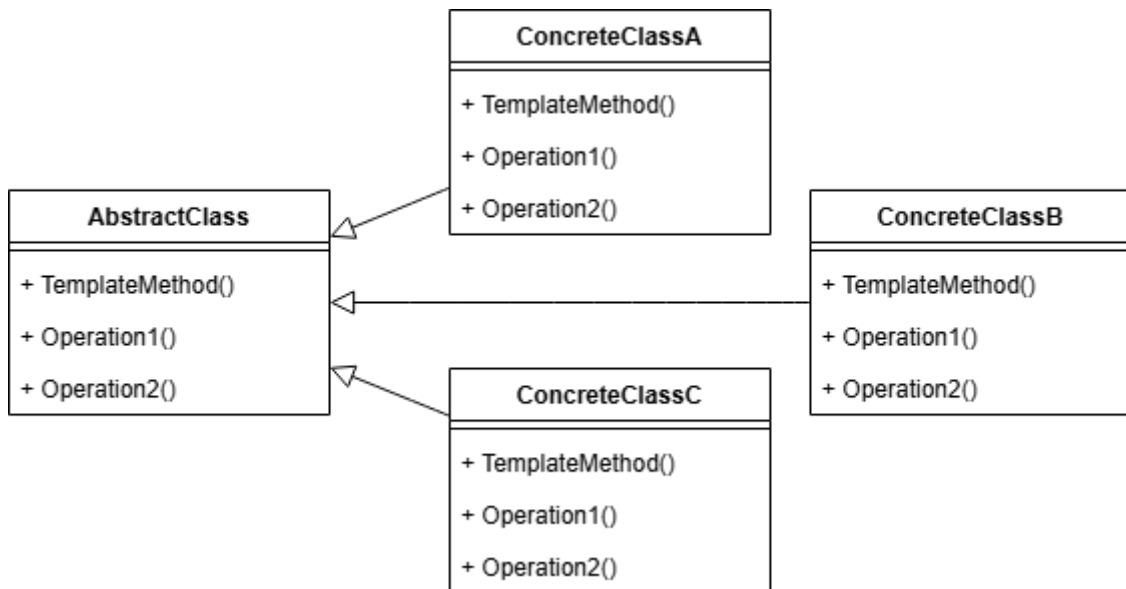 ConcreteClassA
+ TemplateMethod()
+ Operation1()
+ Operation2()
AbstractClass
+ TemplateMethod()
+ Operation1()
+ Operation2()
ConcreteClassB
+ TemplateMethod()
+ Operation1()
+ Operation2()
ConcreteClassC
+ TemplateMethod()
+ Operation1()
+ Operation2()